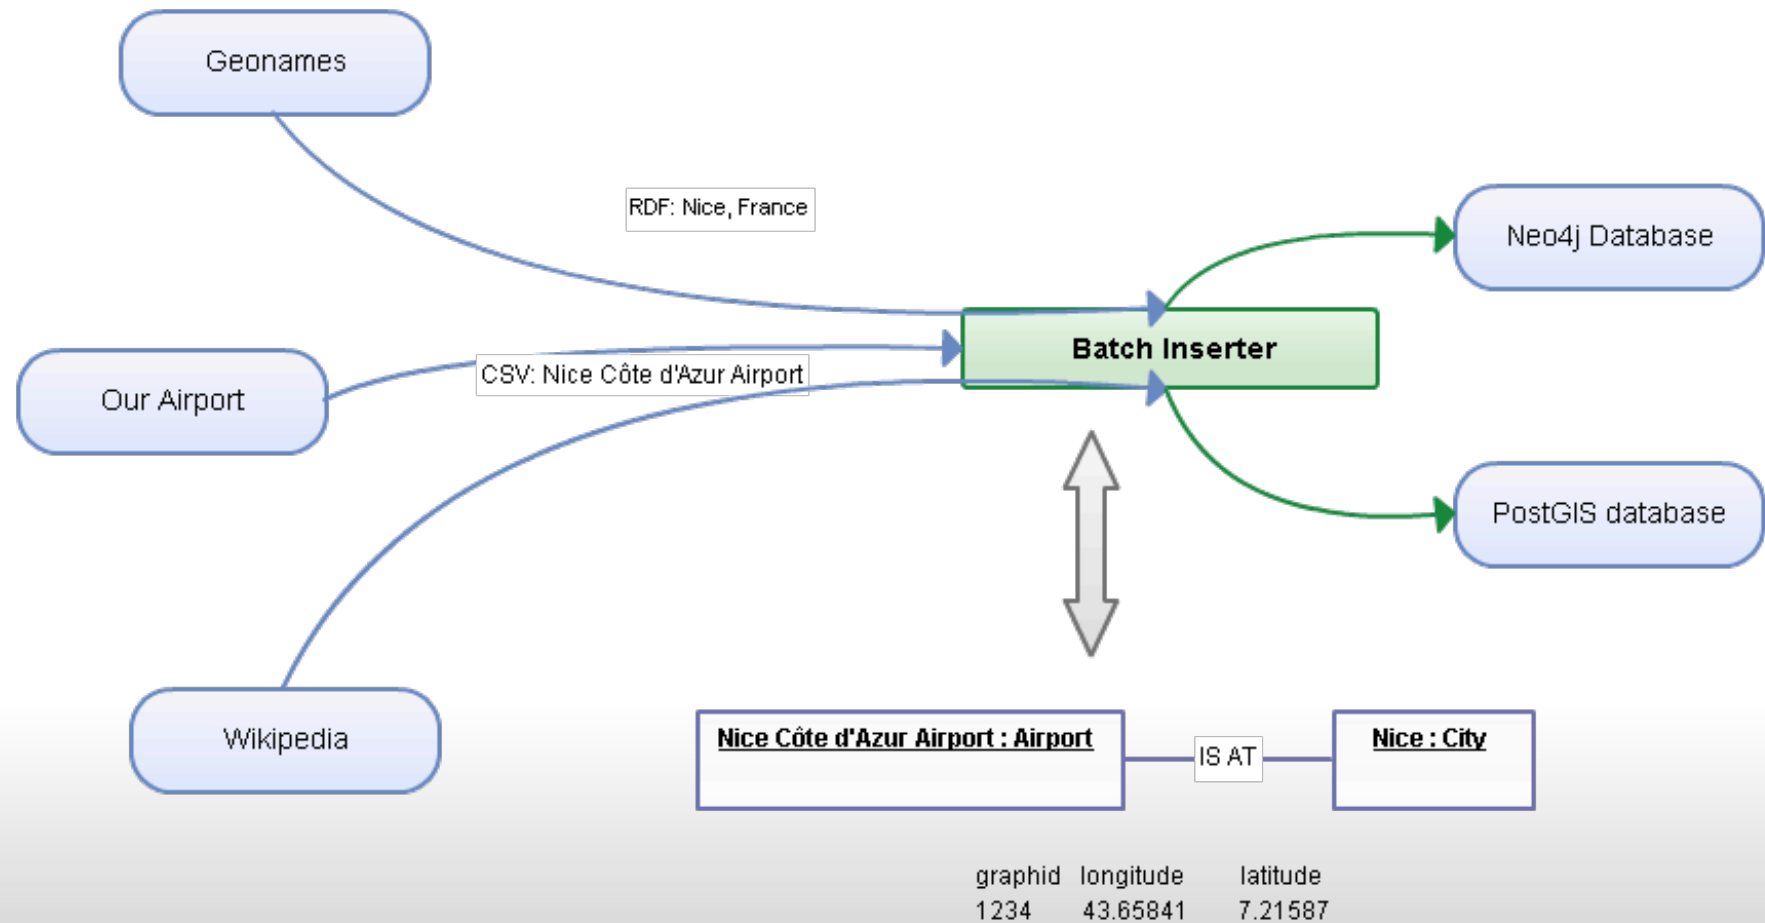 Geonames
RDF: Nice, France
Neo4j Database
Batch Inserter
CSV: Nice Côte d'Azur Airport
Our Airport
PostGIS database
Wikipedia
Nice Côte d'Azur Airport : Airport
IS AT
Nice : City
graphid longitude latitude
1234 43.65841 7.21587